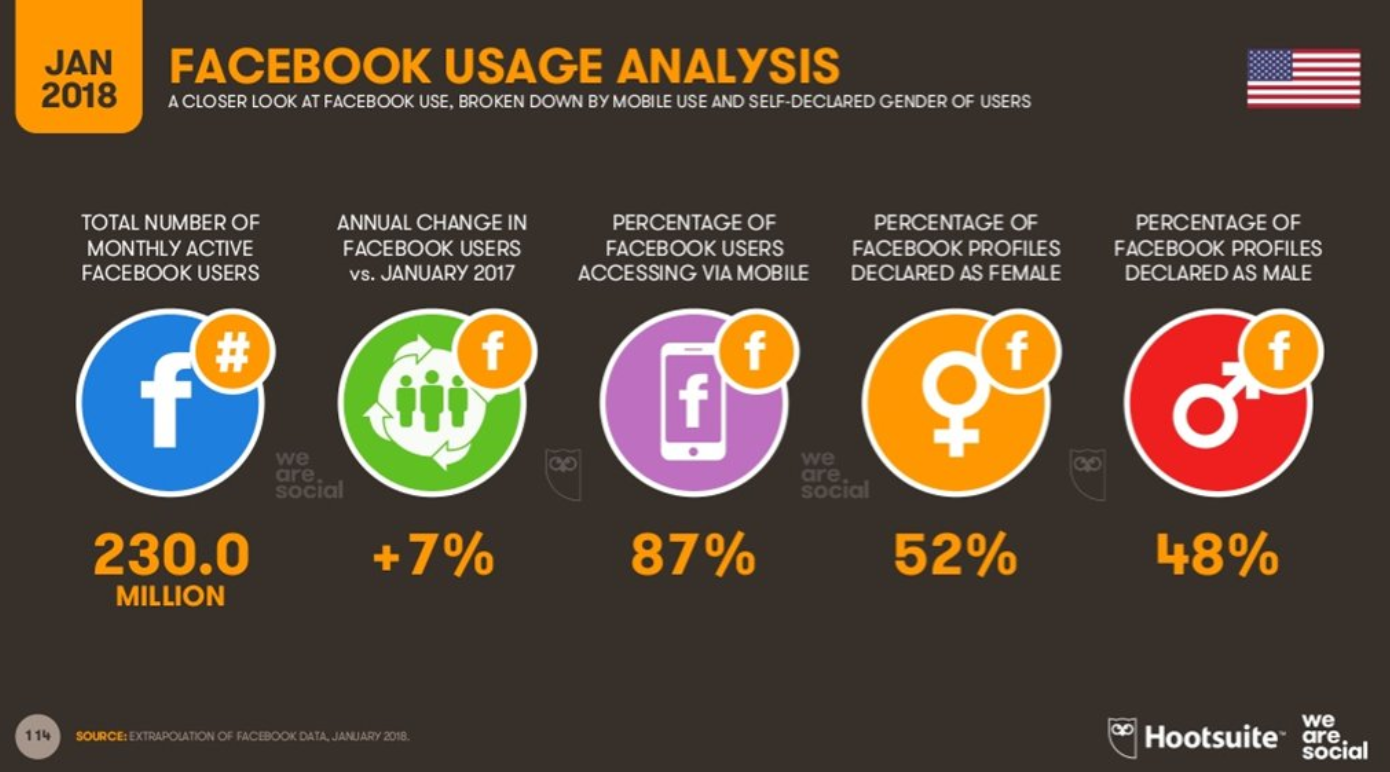 JAN
2018
FACEBOOK USAGE ANALYSIS
A CLOSER LOOK AT FACEBOOK USE, BROKEN DOWN BY MOBILE USE AND SELF-DECLARED GENDER OF USERS
TOTAL NUMBER OF
MONTHLY ACTIVE
FACEBOOK USERS
f
#
230.0
MILLION
ANNUAL CHANGE IN
FACEBOOK USERS
vs. JANUARY 2017
f
+7%
PERCENTAGE OF
FACEBOOK USERS
ACCESSING VIA MOBILE
f
f
87%
PERCENTAGE OF
FACEBOOK PROFILES
DECLARED AS FEMALE
f
52%
PERCENTAGE OF
FACEBOOK PROFILES
DECLARED AS MALE
f
48%
we
are.
social
we
are.
social
114
SOURCE: EXTRAPOLATION OF FACEBOOK DATA, JANUARY 2018.
Hootsuite™
we
are.
social